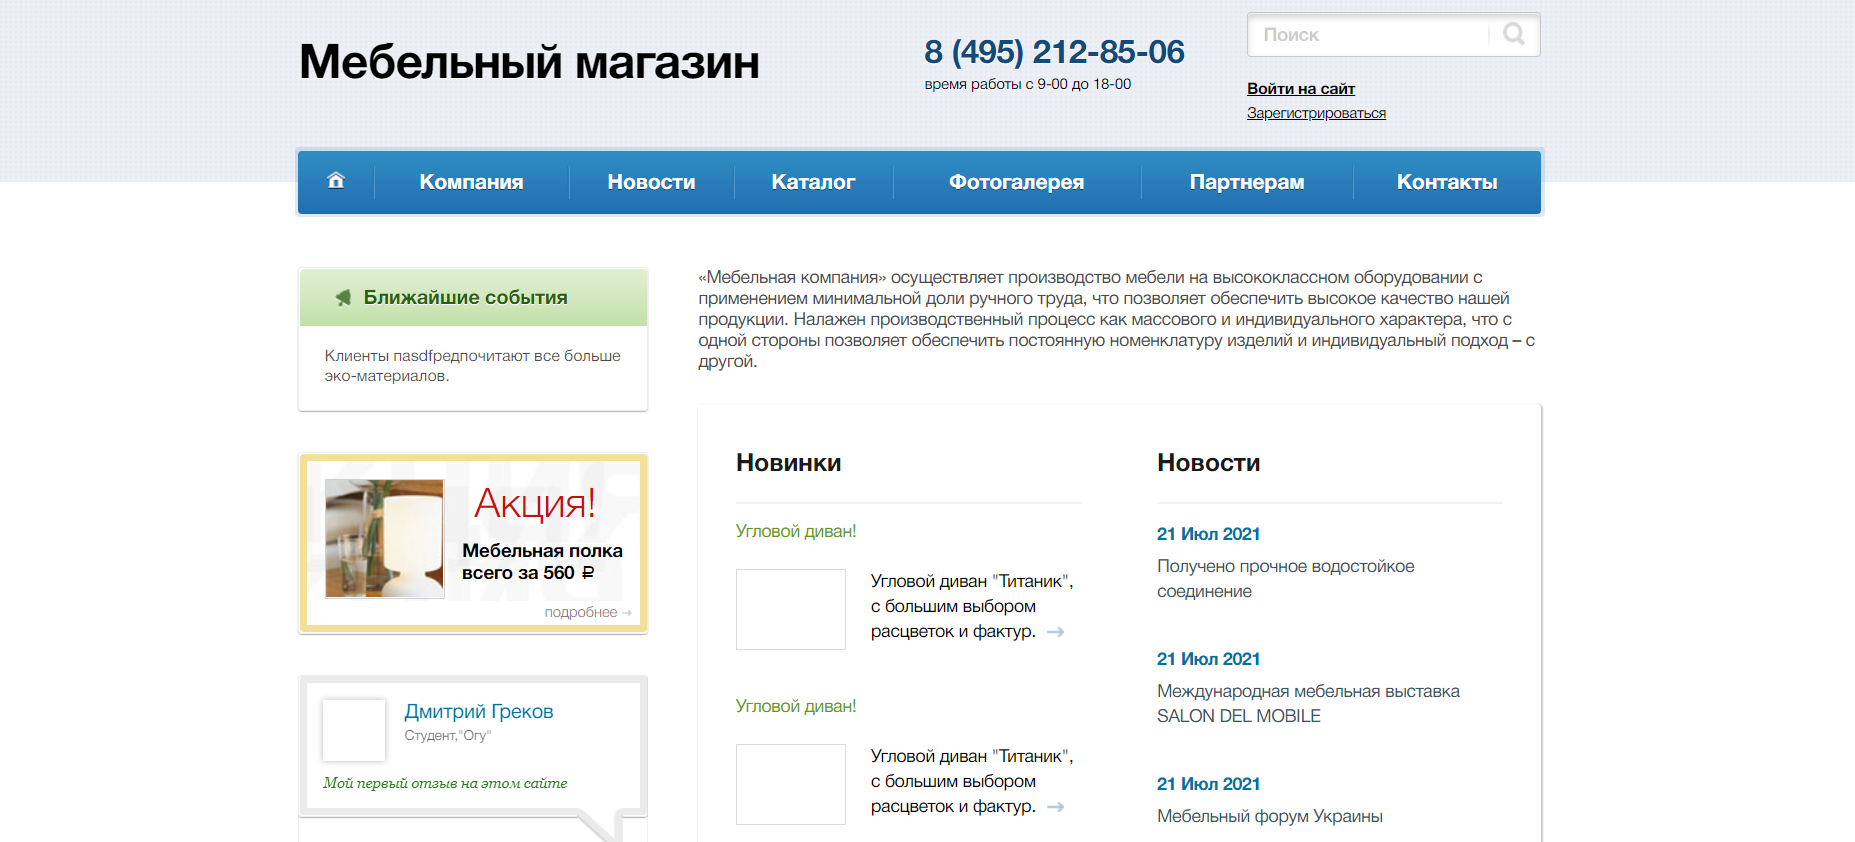 Мебельный магазин
8 (495) 212-85-06
время работы с 9-00 до 18-00
Поиск
Войти на сайт
Зарегистрироваться
Компания
Новости
Каталог
Фотогалерея
Партнерам
Контакты
Ближайшие события
Клиенты паsdfредпочитают все больше
эко-материалов.
Акция!
Мебельная полка
всего за 560 ₽
подробнее →
Дмитрий Греков
Студент,"Огу"
Мой первый отзыв на этом сайте
«Мебельная компания» осуществляет производство мебели на высококлассном оборудовании с
применением минимальной доли ручного труда, что позволяет обеспечить высокое качество нашей
продукции. Налажен производственный процесс как массового и индивидуального характера, что с
одной стороны позволяет обеспечить постоянную номенклатуру изделий и индивидуальный подход – с
другой.
Новинки
Угловой диван!
Угловой диван "Титаник",
с большим выбором
расцветок и фактур. →
Угловой диван!
Угловой диван "Титаник",
с большим выбором
расцветок и фактур. →
Новости
21 Июл 2021
Получено прочное водостойкое
соединение
21 Июл 2021
Международная мебельная выставка
SALON DEL MOBILE
21 Июл 2021
Мебельный форум Украины